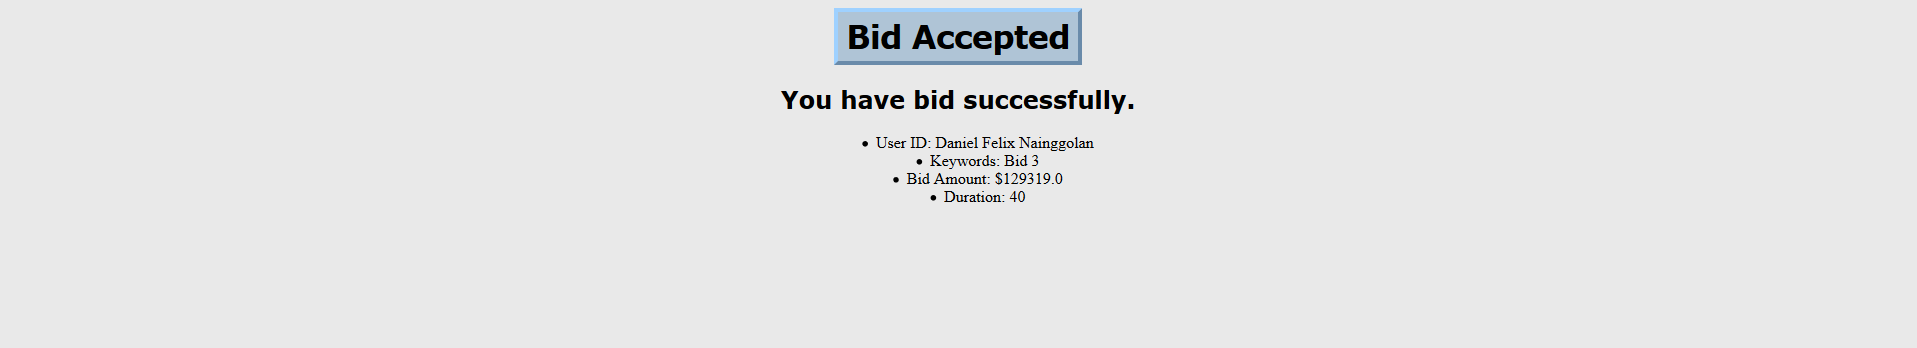 Bid Accepted
You have bid successfully.
• User ID: Daniel Felix Nainggolan
• Keywords: Bid 3
• Bid Amount: $129319.0
• Duration: 40